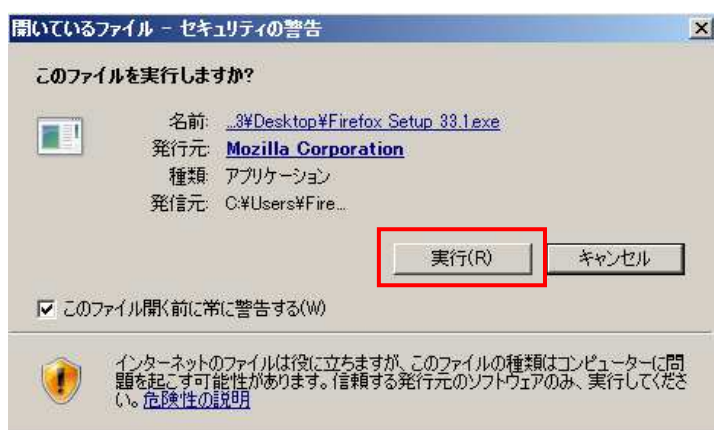 開いているファイル - セキュリティの警告
このファイルを実行しますか?
名前: ...3¥Desktop¥Firefox Setup 33.1.exe
発行元: Mozilla Corporation
種類: アプリケーション
発信元: C:¥Users¥Fire...
実行(R) キャンセル
このファイル開く前に常に警告する(W)
インターネットのファイルは役に立ちますが、このファイルの種類はコンピューターに問
題を起こす可能性があります。信頼する発行元のソフトウェアのみ、実行してくださ
い。危険性の説明